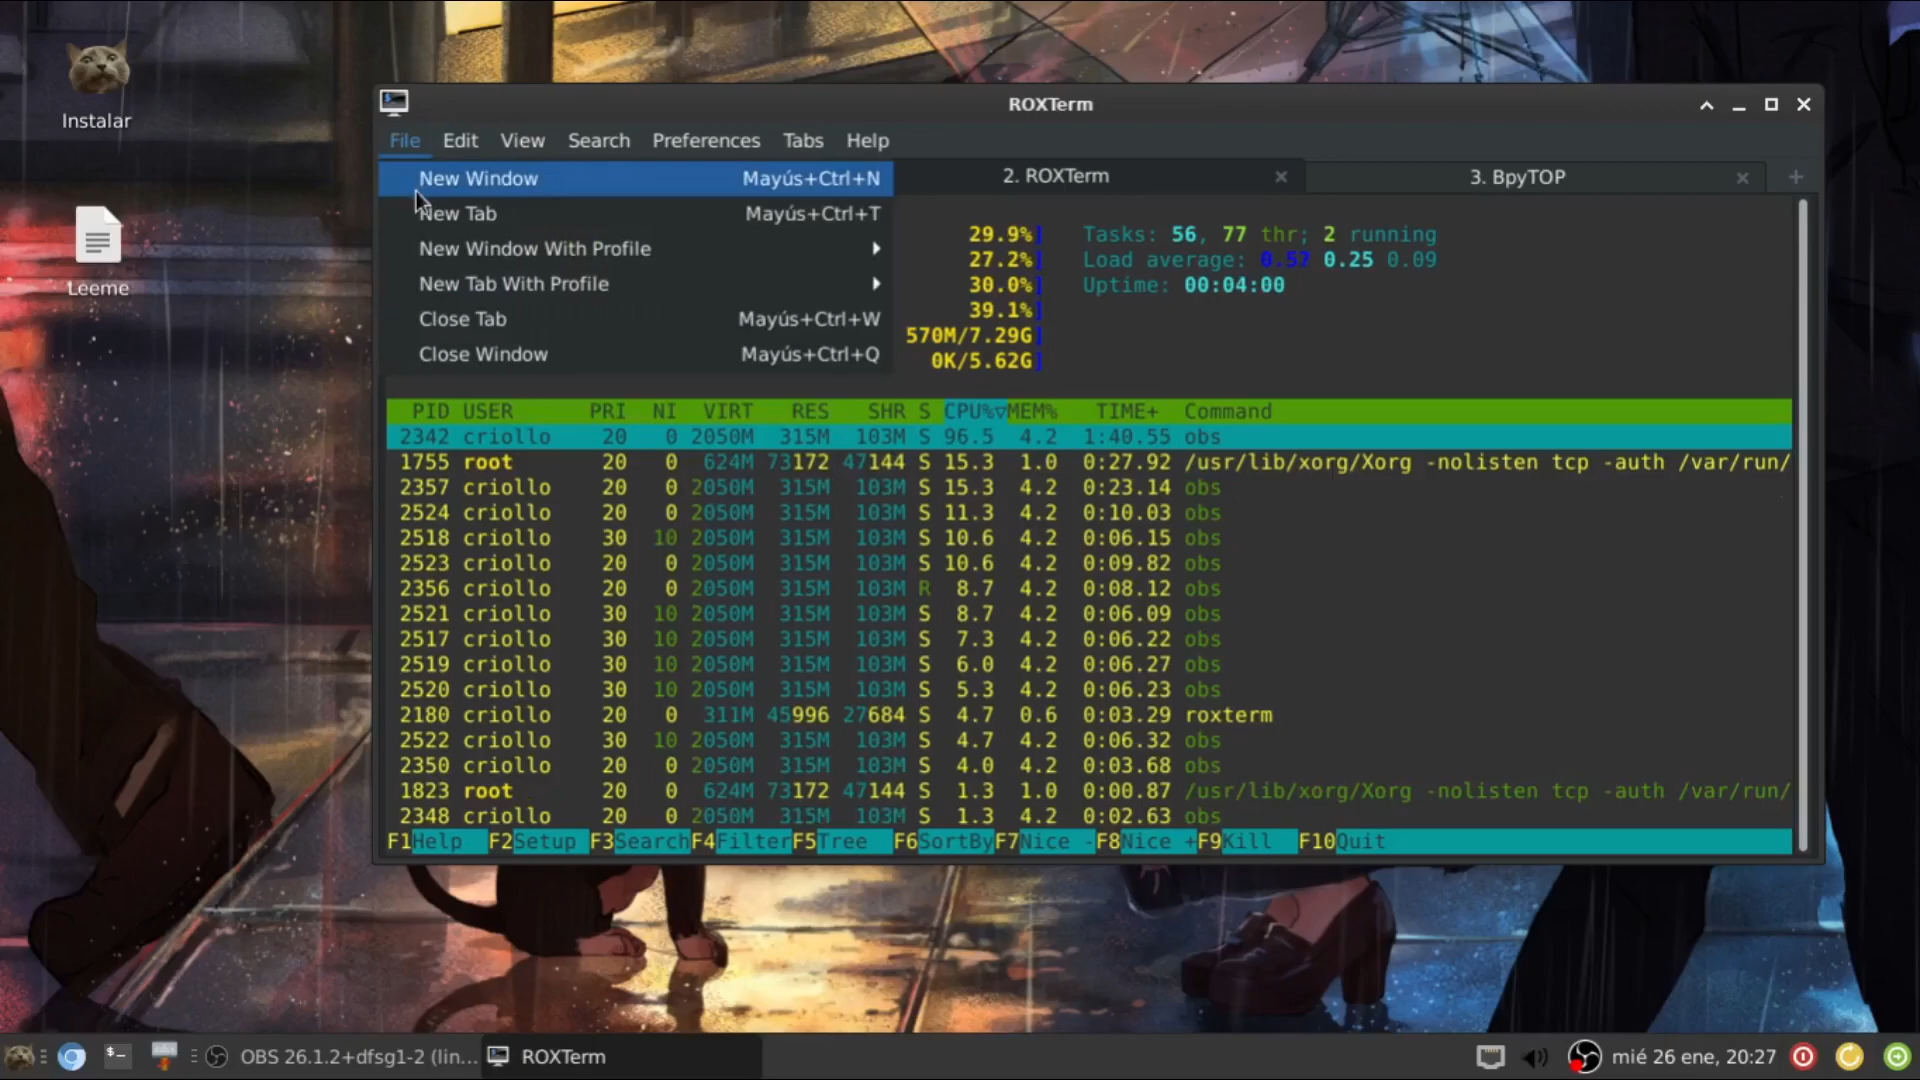 Instalar
Leeme
ROXTerm
File Edit View Search Preferences Tabs Help
New Window Mayús+Ctrl+N
New Tab Mayús+Ctrl+T
New Window With Profile
New Tab With Profile
Close Tab Mayús+Ctrl+W
Close Window Mayús+Ctrl+Q
2. ROXTerm
3. BpyTOP
29.9%] Tasks: 56, 77 thr; 2 running
27.2%] Load average: 0.25 0.09
30.0%] Uptime: 00:04:00
39.1%]
570M/7.29G]
0K/5.62G]
PID USER PRI NI VIRT RES SHR S CPU%▽MEM% TIME+ Command
2342 criollo 20 0 2050M 315M 103M S 96.5 4.2 1:40.55 obs
1755 root 20 0 624M 73172 47144 S 15.3 1.0 0:27.92 /usr/lib/xorg/Xorg -nolisten tcp -auth /var/run/
2357 criollo 20 0 2050M 315M 103M S 15.3 4.2 0:23.14 obs
2524 criollo 20 0 2050M 315M 103M S 11.3 4.2 0:10.03 obs
2518 criollo 30 10 2050M 315M 103M S 10.6 4.2 0:06.15 obs
2523 criollo 20 0 2050M 315M 103M S 10.6 4.2 0:09.82 obs
2356 criollo 20 0 2050M 315M 103M R 8.7 4.2 0:08.12 obs
2521 criollo 30 10 2050M 315M 103M S 8.7 4.2 0:06.09 obs
2517 criollo 30 10 2050M 315M 103M S 7.3 4.2 0:06.22 obs
2519 criollo 30 10 2050M 315M 103M S 6.0 4.2 0:06.27 obs
2520 criollo 30 10 2050M 315M 103M S 5.3 4.2 0:06.23 obs
2180 criollo 20 0 311M 45996 27684 S 4.7 0.6 0:03.29 roxterm
2522 criollo 30 10 2050M 315M 103M S 4.7 4.2 0:06.32 obs
2350 criollo 20 0 2050M 315M 103M S 4.0 4.2 0:03.68 obs
1823 root 20 0 624M 73172 47144 S 1.3 1.0 0:00.87 /usr/lib/xorg/Xorg -nolisten tcp -auth /var/run/
2348 criollo 20 0 2050M 315M 103M S 1.3 4.2 0:02.63 obs
F1Help F2Setup F3SearchF4FilterF5Tree F6SortByF7Nice -F8Nice +F9Kill F10Quit
OBS 26.1.2+dfsg1-2 (lin... ROXTerm mié 26 ene, 20:27